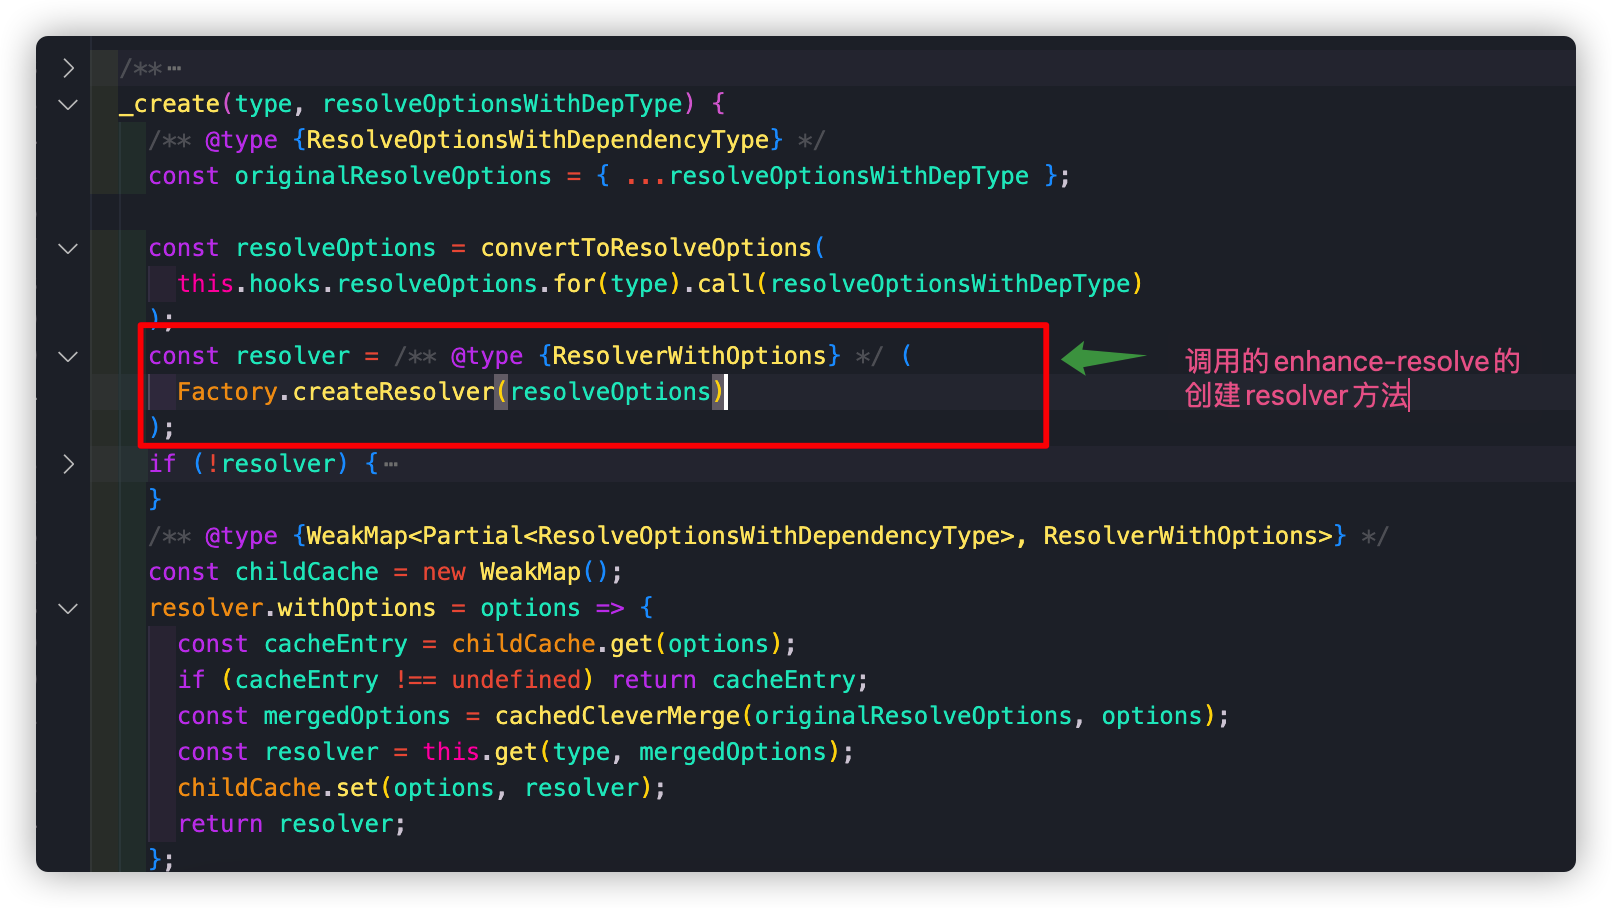 /**⋯
_create(type, resolveOptionsWithDepType) {
/** @type {ResolveOptionsWithDependencyType} */
const originalResolveOptions = { ...resolveOptionsWithDepType };
const resolveOptions = convertToResolveOptions(
this.hooks.resolveOptions.for(type).call(resolveOptionsWithDepType)
);
const resolver = /** @type {ResolverWithOptions} */ (
Factory.createResolver(resolveOptions)
);
调用的enhance-resolve的
创建resolver方法
if (!resolver) {⋯
}
/** @type {WeakMap<Partial<ResolveOptionsWithDependencyType>, ResolverWithOptions>} */
const childCache = new WeakMap();
resolver.withOptions = options => {
const cacheEntry = childCache.get(options);
if (cacheEntry !== undefined) return cacheEntry;
const mergedOptions = cachedCleverMerge(originalResolveOptions, options);
const resolver = this.get(type, mergedOptions);
childCache.set(options, resolver);
return resolver;
};